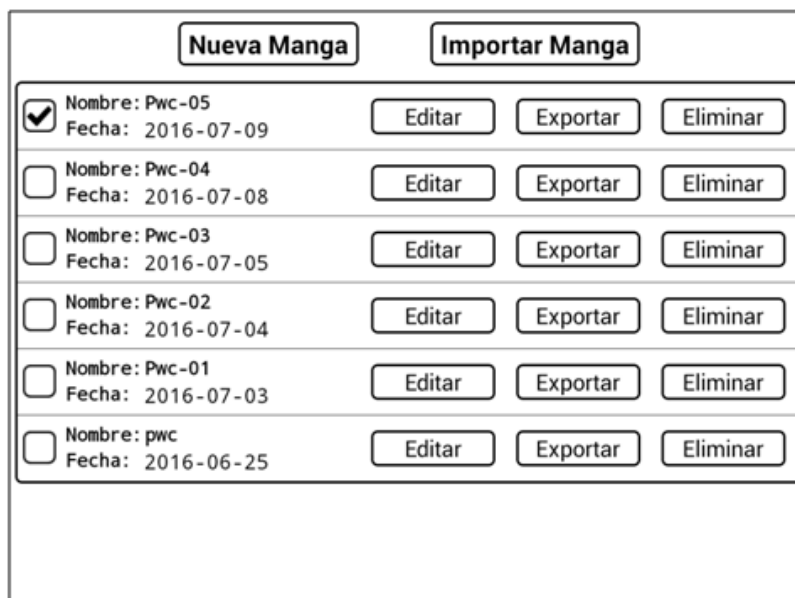 Nueva Manga Importar Manga
Nombre: Pwc-05
Fecha: 2016-07-09
Editar Exportar Eliminar
Nombre: Pwc-04
Fecha: 2016-07-08
Editar Exportar Eliminar
Nombre: Pwc-03
Fecha: 2016-07-05
Editar Exportar Eliminar
Nombre: Pwc-02
Fecha: 2016-07-04
Editar Exportar Eliminar
Nombre: Pwc-01
Fecha: 2016-07-03
Editar Exportar Eliminar
Nombre: pwc
Fecha: 2016-06-25
Editar Exportar Eliminar